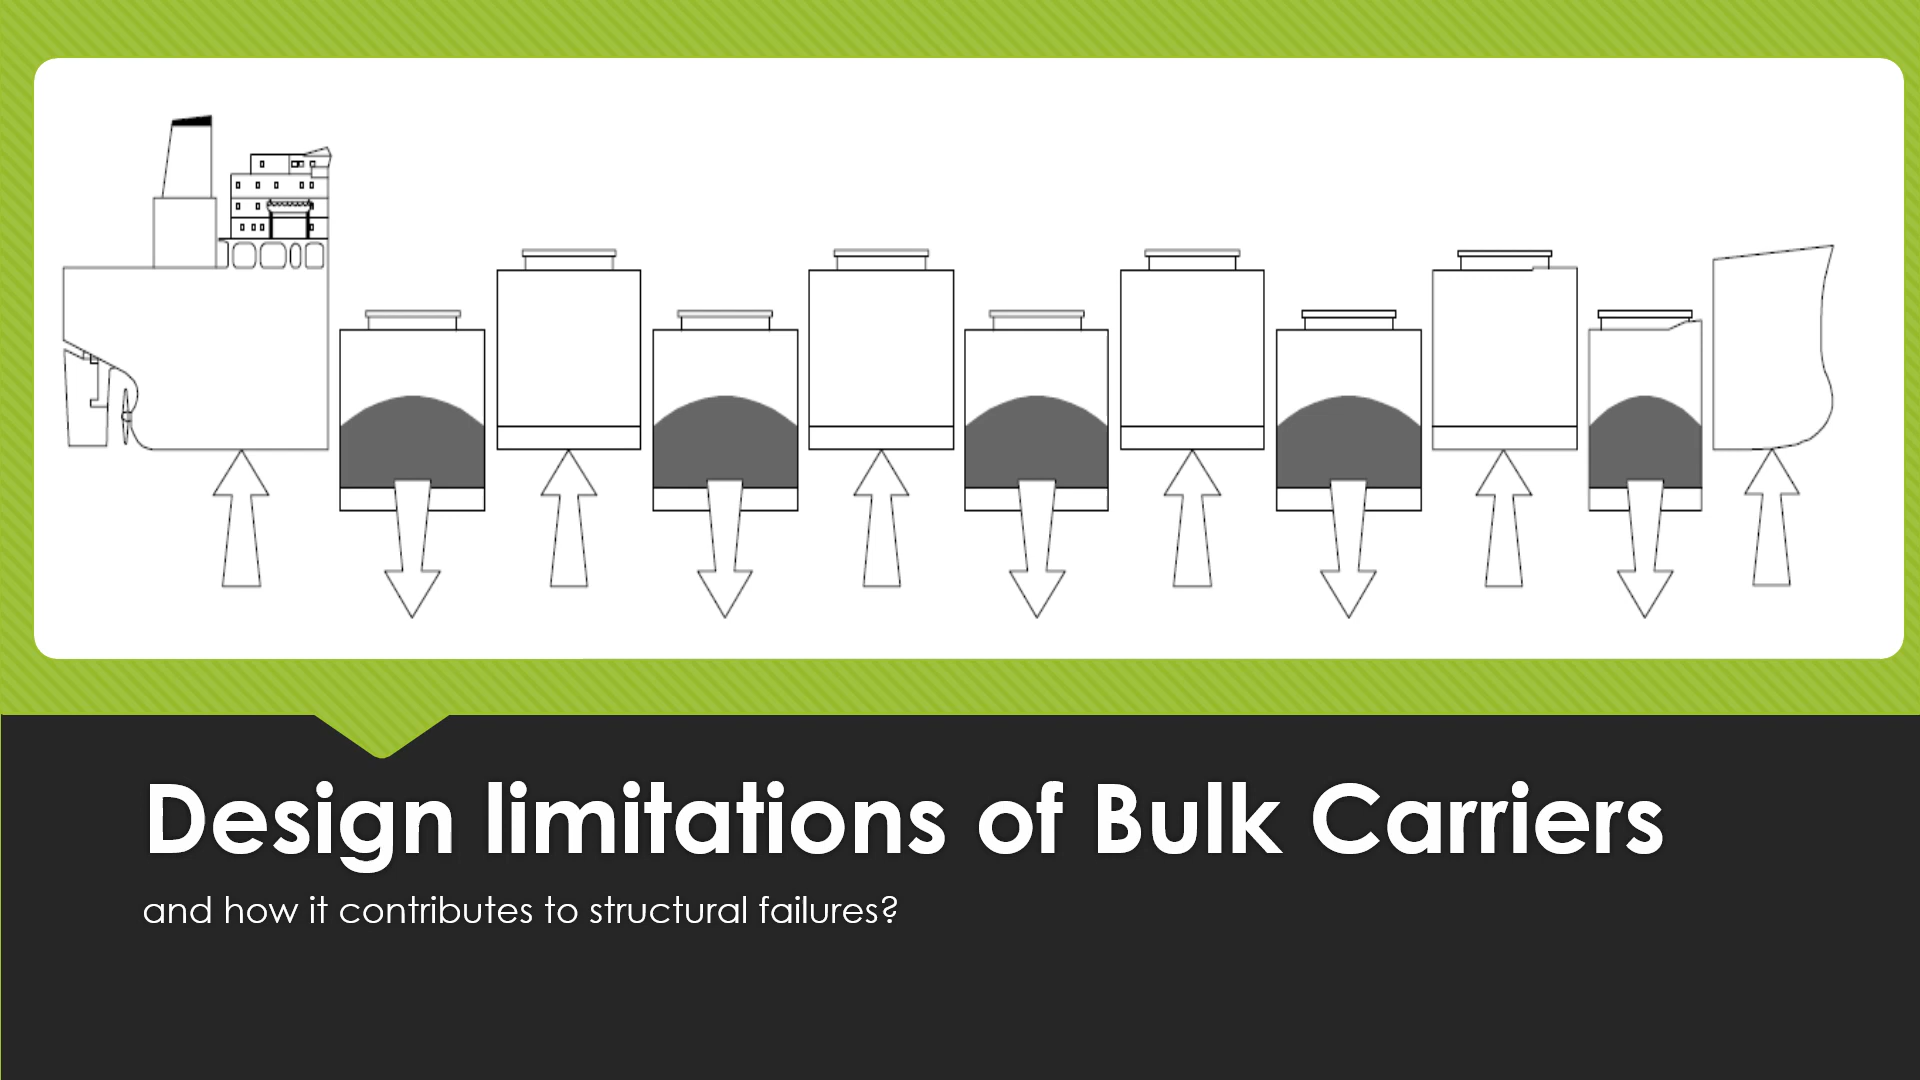 Design limitations of Bulk Carriers
and how it contributes to structural failures?